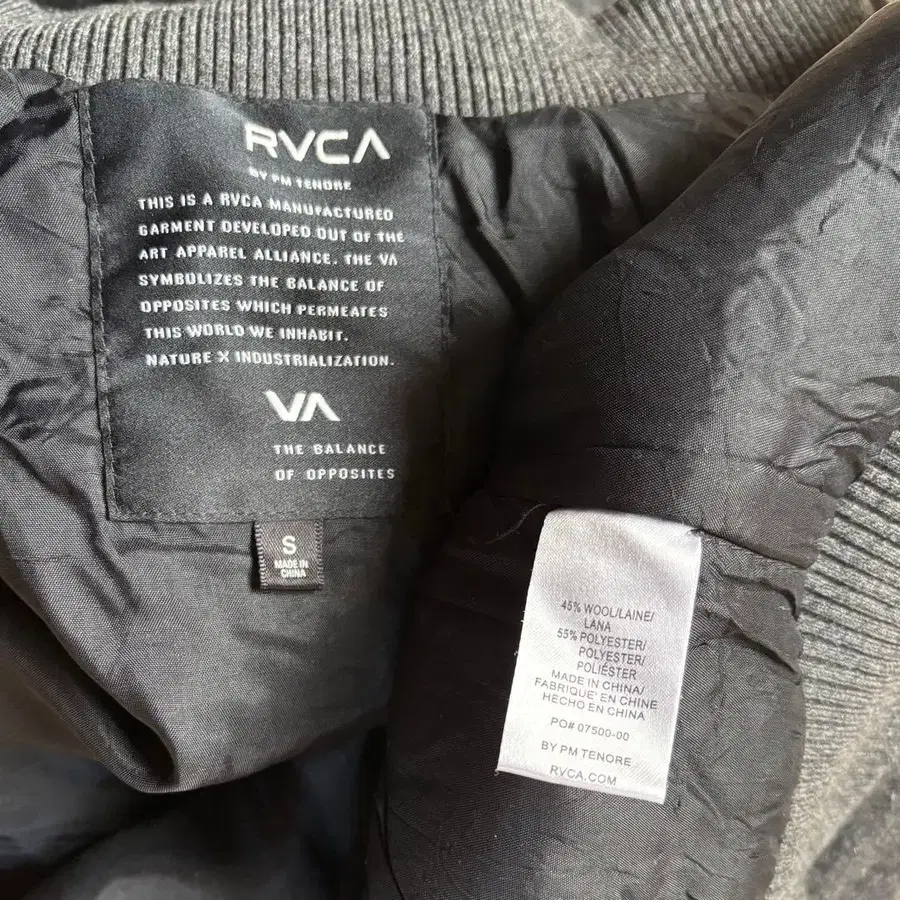 RVCA
BY PM TENORE
THIS IS A RVCA MANUFACTURED
GARMENT DEVELOPED OUT OF THE
ART APPAREL ALLIANCE. THE VA
SYMBOLIZES THE BALANCE OF
OPPOSITES WHICH PERMEATES
THIS WORLD WE INHABIT.
NATURE X INDUSTRIALIZATION.
VA
THE BALANCE
OF OPPOSITES
S
MADE IN
CHINA
45% WOOL/LAINE/
LANA
55% POLYESTER/
POLYESTER/
POLIÉSTER
MADE IN CHINA/
FABRIQUÉ EN CHINE
HECHO EN CHINA
PO# 07500-00
BY PM TENORE
RVCA.COM